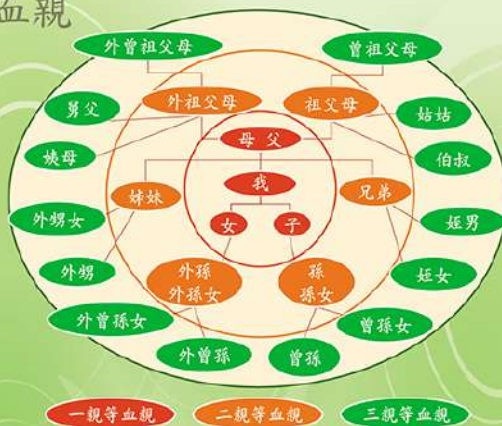 血親
外曾祖父母
曾祖父母
外祖父母
祖父母
舅父
姑姑
母 父
姨母
伯叔
我
姊妹
兄弟
外甥女
姪男
女
子
外孫
外孫女
孫
孫女
外甥
姪女
外曾孫女
曾孫女
外曾孫
曾孫
一親等血親
二親等血親
三親等血親